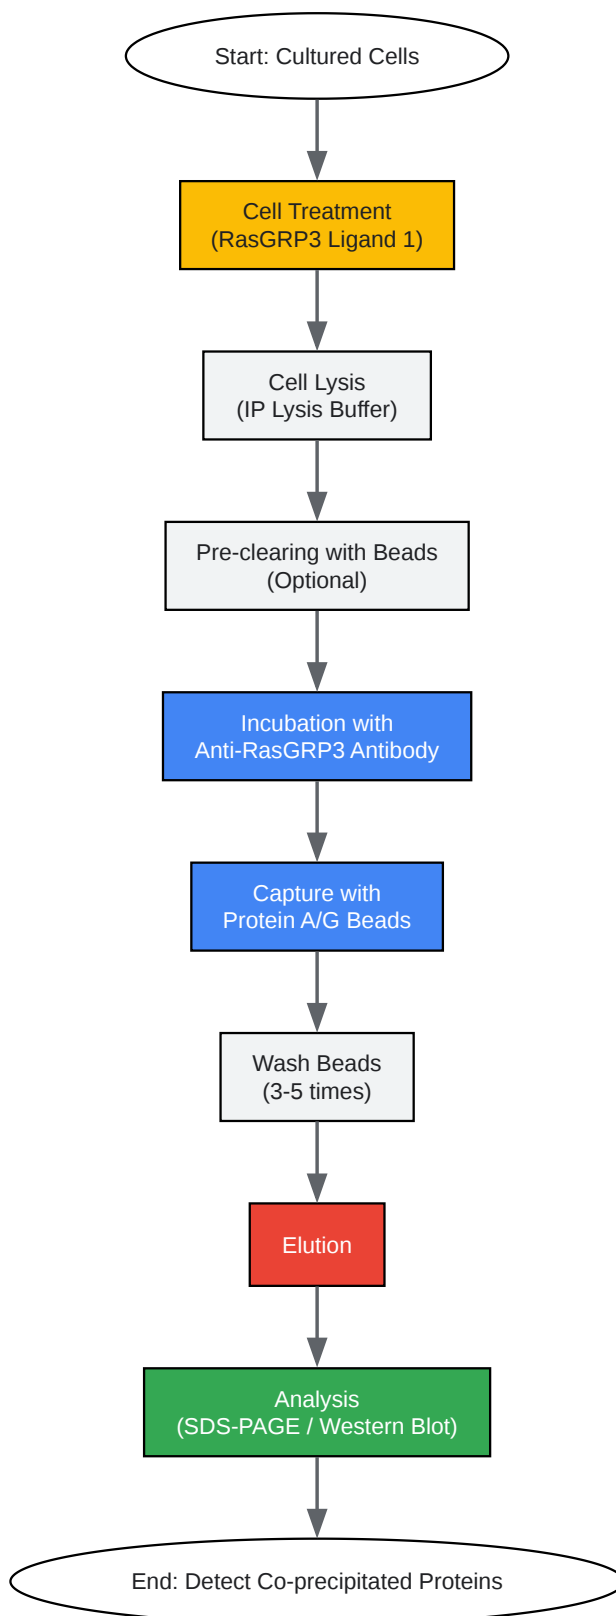 Start: Cultured Cells
Cell Treatment
(RasGRP3 Ligand 1)
Cell Lysis
(IP Lysis Buffer)
Pre-clearing with Beads
(Optional)
Incubation with
Anti-RasGRP3 Antibody
Capture with
Protein A/G Beads
Wash Beads
(3-5 times)
Elution
Analysis
(SDS-PAGE / Western Blot)
End: Detect Co-precipitated Proteins